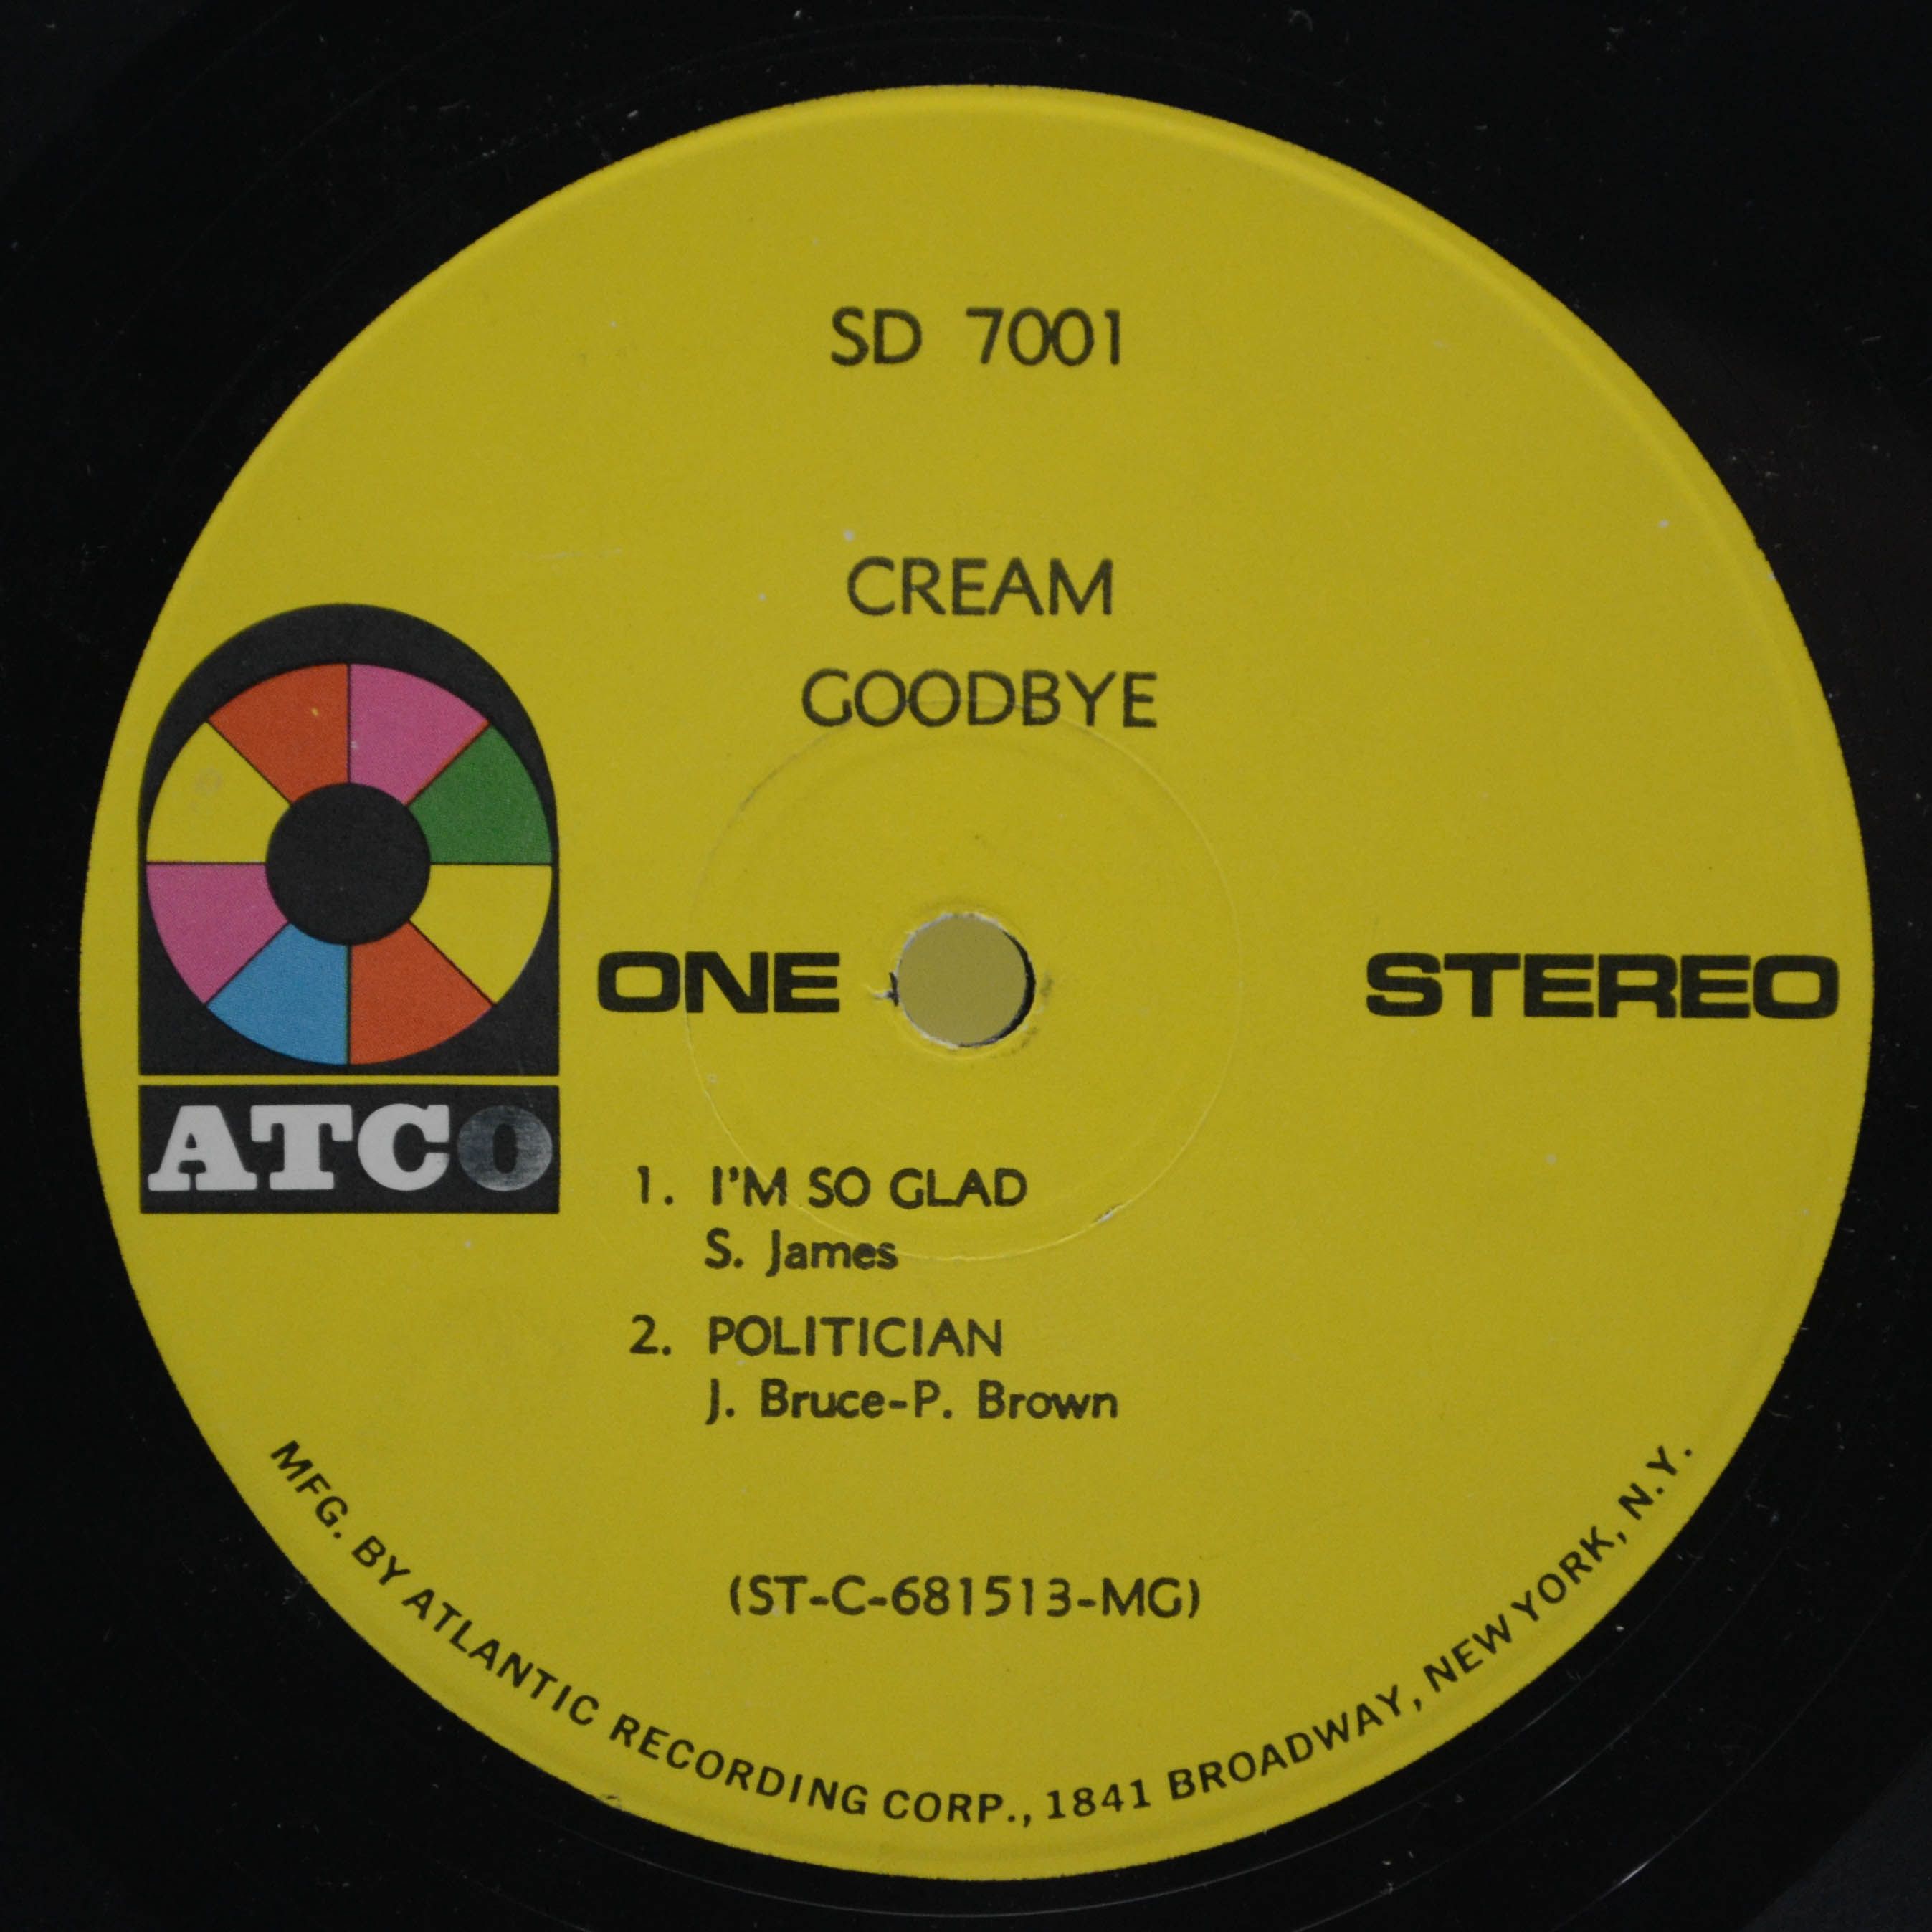 SD 7001
CREAM
GOODBYE
ONE
STEREO
ATCO
1. I'M SO GLAD
S. James
2. POLITICIAN
J. Bruce-P. Brown
(ST-C-681513-MG)
MFG. BY ATLANTIC RECORDING CORP., 1841 BROADWAY, NEW YORK, N.Y.